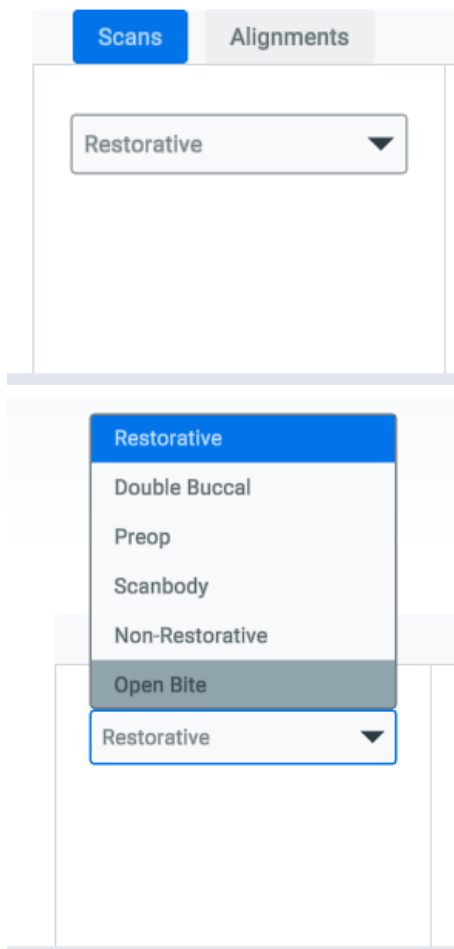 Scans Alignments
Restorative
Restorative
Double Buccal
Preop
Scanbody
Non-Restorative
Open Bite
Restorative